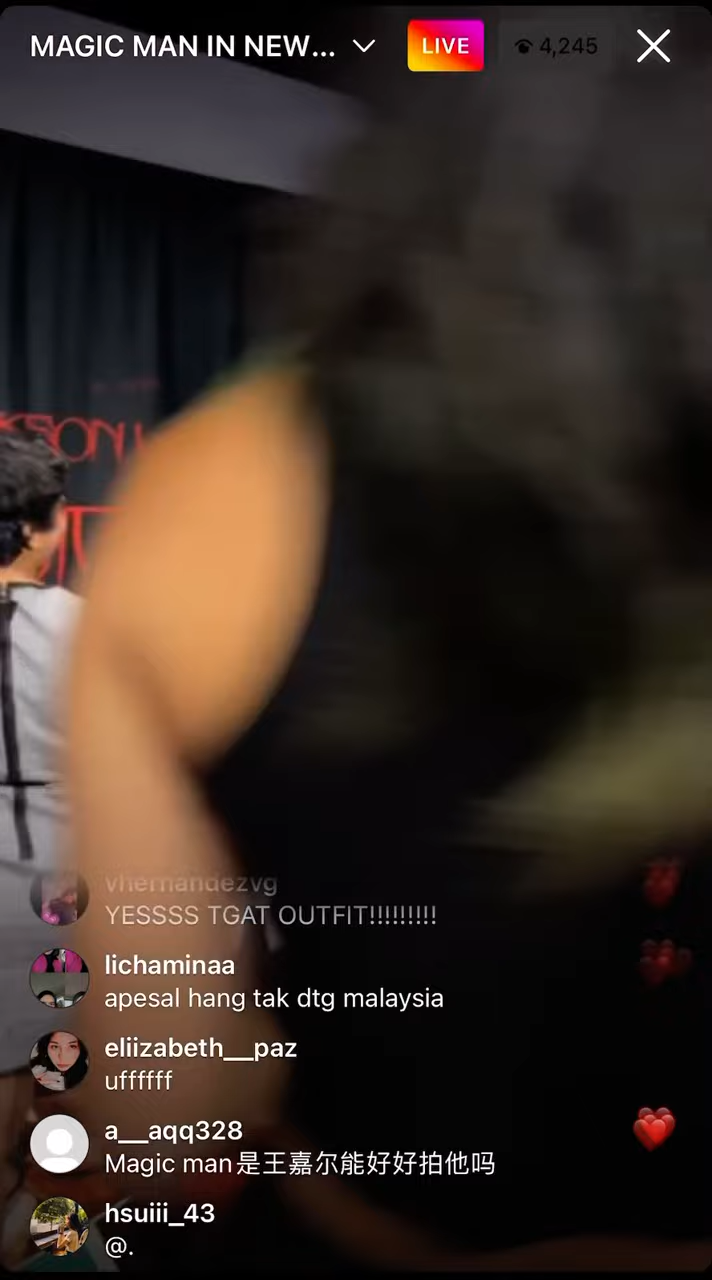 MAGIC MAN IN NEW...
LIVE
4,245
vhernandezvg
YESSSS TGAT OUTFIT!!!!!!!!!
lichaminaa
apesal hang tak dtg malaysia
eliizabeth__paz
uffffff
a__aqq328
Magic man是王嘉尔能好好拍他吗
hsuiii_43
@.